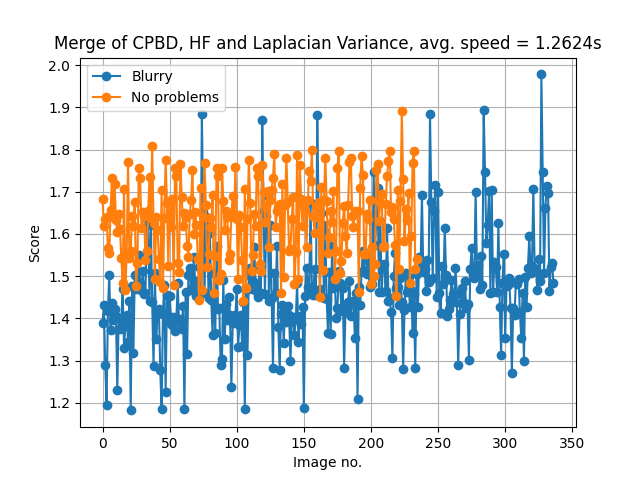 Merge of CPBD, HF and Laplacian Variance, avg. speed = 1.2624s
Blurry
No problems
2.0
1.9
1.8
1.7
1.6
1.5
1.4
1.3
1.2
Score
0 50 100 150 200 250 300 350
Image no.